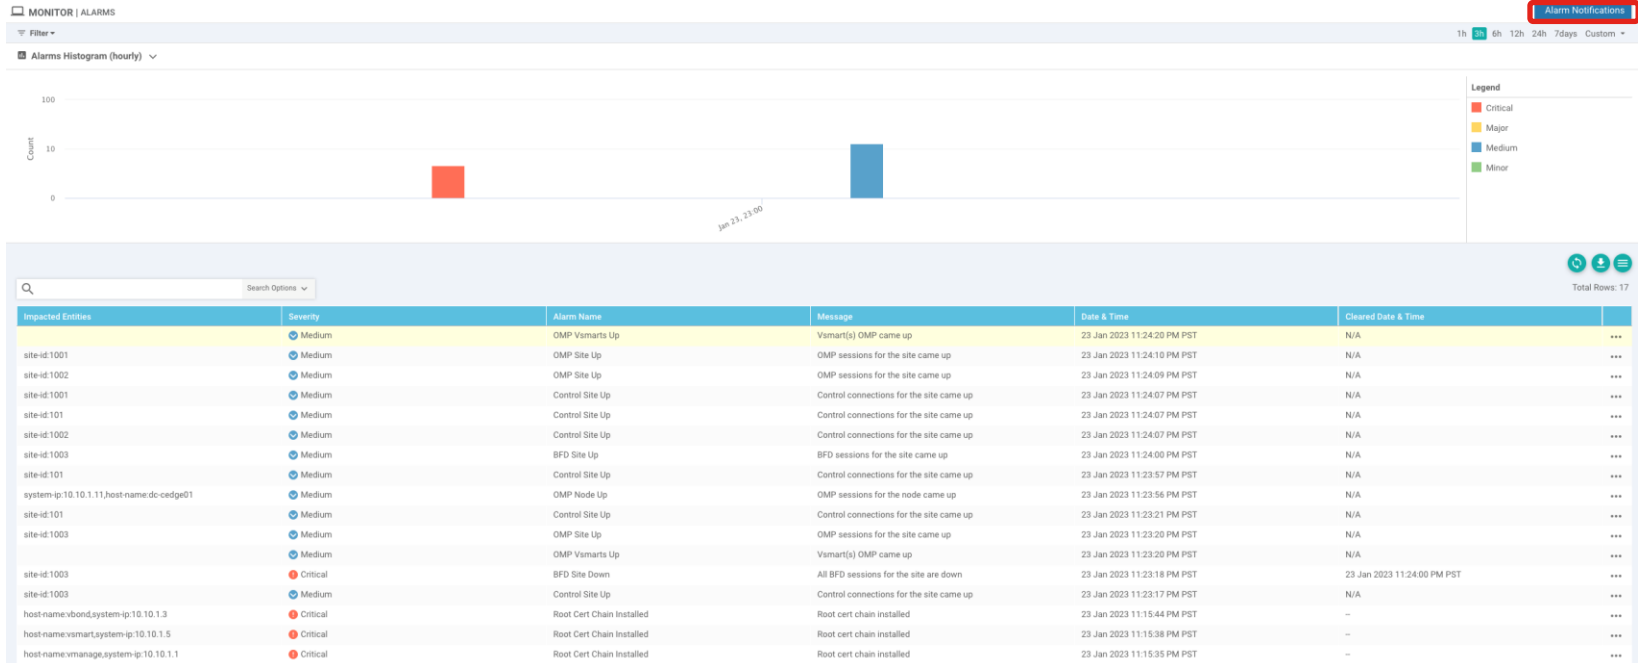 MONITOR | ALARMS
Alarm Notifications
Filter
1h 3h 6h 12h 24h 7days Custom
Alarms Histogram (hourly)
Legend
Critical
Major
Medium
Minor
Count
100
10
0
Jan 23, 23:00
Search Options
Total Rows: 17
Impacted Entities Severity Alarm Name Message Date & Time Cleared Date & Time
Medium OMP Vsmarts Up Vsmart(s) OMP came up 23 Jan 2023 11:24:20 PM PST N/A
site-id:1001 Medium OMP Site Up OMP sessions for the site came up 23 Jan 2023 11:24:10 PM PST N/A
site-id:1002 Medium OMP Site Up OMP sessions for the site came up 23 Jan 2023 11:24:09 PM PST N/A
site-id:1001 Medium Control Site Up Control connections for the site came up 23 Jan 2023 11:24:07 PM PST N/A
site-id:101 Medium Control Site Up Control connections for the site came up 23 Jan 2023 11:24:07 PM PST N/A
site-id:1002 Medium Control Site Up Control connections for the site came up 23 Jan 2023 11:24:07 PM PST N/A
site-id:1003 Medium BFD Site Up BFD sessions for the site came up 23 Jan 2023 11:24:00 PM PST N/A
site-id:101 Medium Control Site Up Control connections for the site came up 23 Jan 2023 11:23:57 PM PST N/A
system-ip:10.10.1.11,host-name:dc-cedge01 Medium OMP Node Up OMP sessions for the node came up 23 Jan 2023 11:23:56 PM PST N/A
site-id:101 Medium Control Site Up Control connections for the site came up 23 Jan 2023 11:23:21 PM PST N/A
site-id:1003 Medium OMP Site Up OMP sessions for the site came up 23 Jan 2023 11:23:20 PM PST N/A
Medium OMP Vsmarts Up Vsmart(s) OMP came up 23 Jan 2023 11:23:20 PM PST N/A
site-id:1003 Critical BFD Site Down All BFD sessions for the site are down 23 Jan 2023 11:23:18 PM PST 23 Jan 2023 11:24:00 PM PST
site-id:1003 Medium Control Site Up Control connections for the site came up 23 Jan 2023 11:23:17 PM PST N/A
host-name:vbond,system-ip:10.10.1.3 Critical Root Cert Chain Installed Root cert chain installed 23 Jan 2023 11:15:44 PM PST --
host-name:vsmart,system-ip:10.10.1.5 Critical Root Cert Chain Installed Root cert chain installed 23 Jan 2023 11:15:38 PM PST --
host-name:vmanage,system-ip:10.10.1.1 Critical Root Cert Chain Installed Root cert chain installed 23 Jan 2023 11:15:35 PM PST --